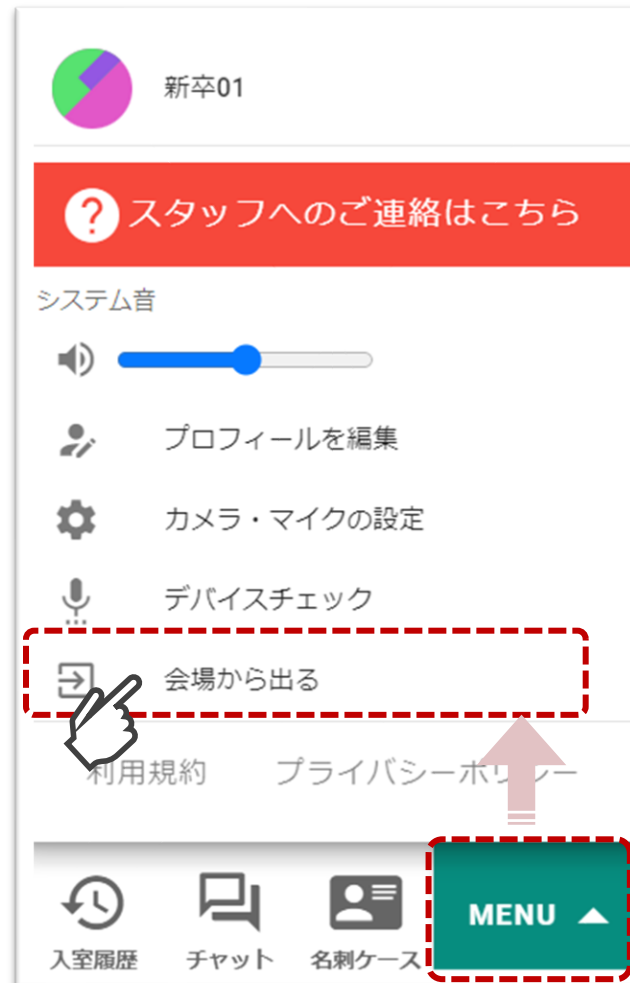 新卒01
?スタッフへのご連絡はこちら
システム音
プロフィールを編集
カメラ・マイクの設定
デバイスチェック
会場から出る
利用規約 プライバシーポリシー
MENU
入室履歴 チャット 名刺ケース